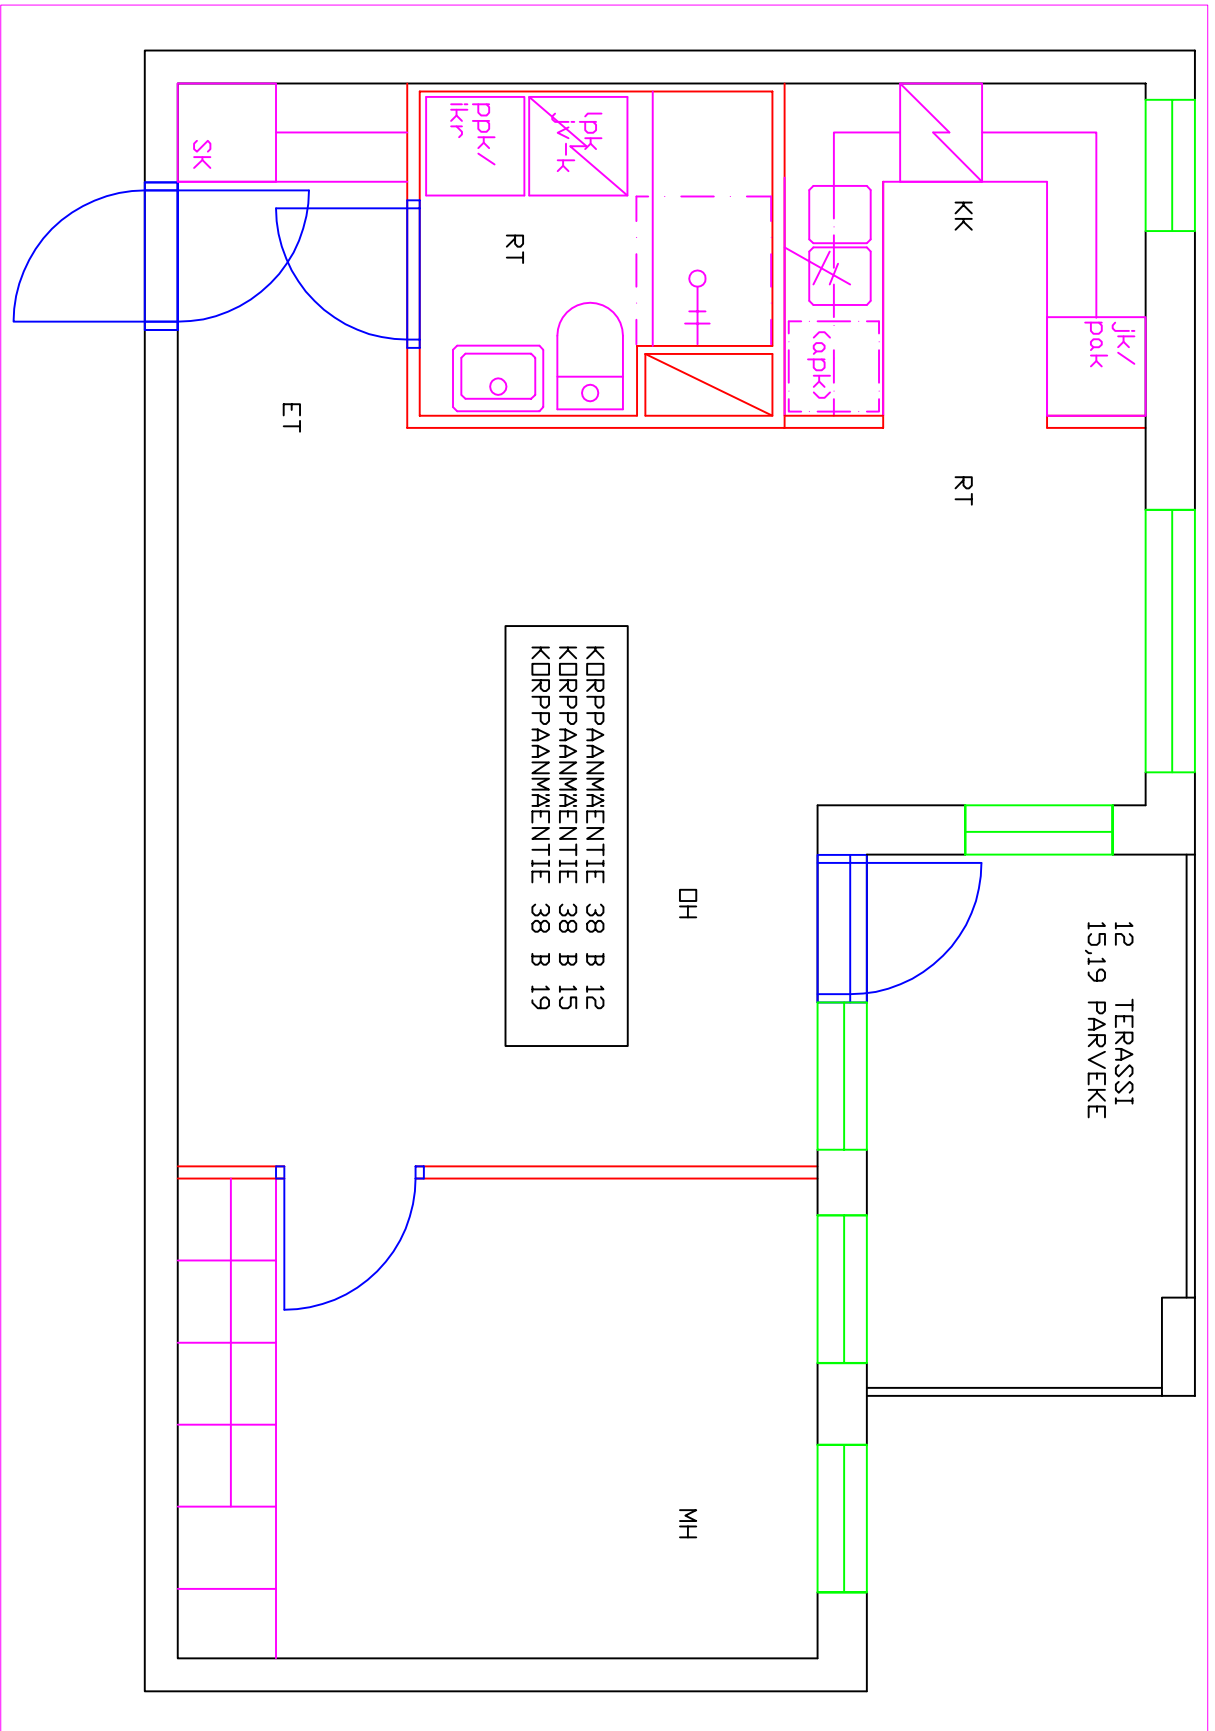 12 TERASSI
15,19 PARVEKE
jk/
pak
KK
RT
(apk)
OH
MH
KORPPAANMÄENTIE 38 B 12
KORPPAANMÄENTIE 38 B 15
KORPPAANMÄENTIE 38 B 19
lpk
RT
ppk/
ikr
ET
SK